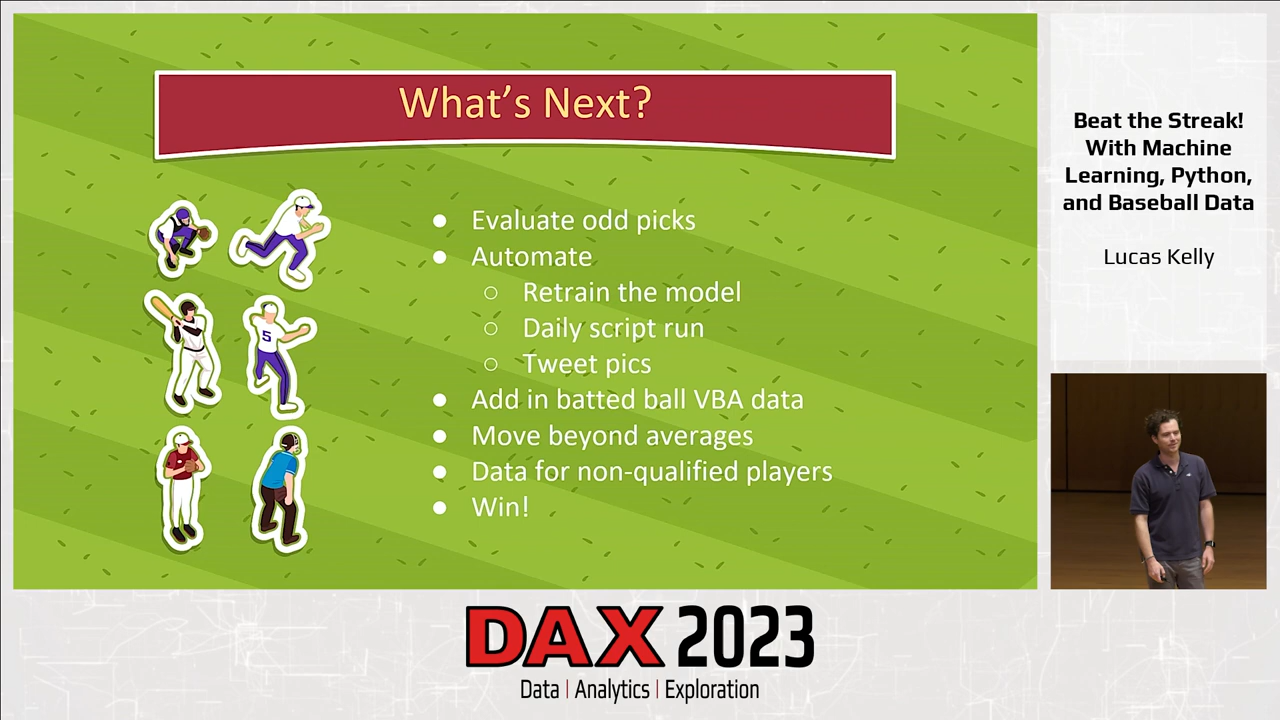 What's Next?
● Evaluate odd picks
● Automate
○ Retrain the model
○ Daily script run
○ Tweet pics
● Add in batted ball VBA data
● Move beyond averages
● Data for non-qualified players
● Win!
5
Beat the Streak!
With Machine
Learning, Python,
and Baseball Data
Lucas Kelly
DAX 2023
Data | Analytics | Exploration